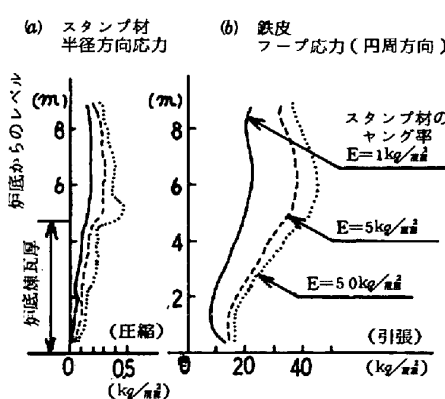 (a) スタンプ材
半径方向応力
(b) 鉄皮
フープ応力(円周方向)
炉底からのレベル
(m)
8
6
4
2
0
炉底煉瓦厚
(圧縮)
0 0.5
(kg/mm²)
(m)
8
6
4
2
0
スタンプ材の
ヤング率
E=1kg/mm²
E=5kg/mm²
E=50kg/mm²
(引張)
20 40
(kg/mm²)